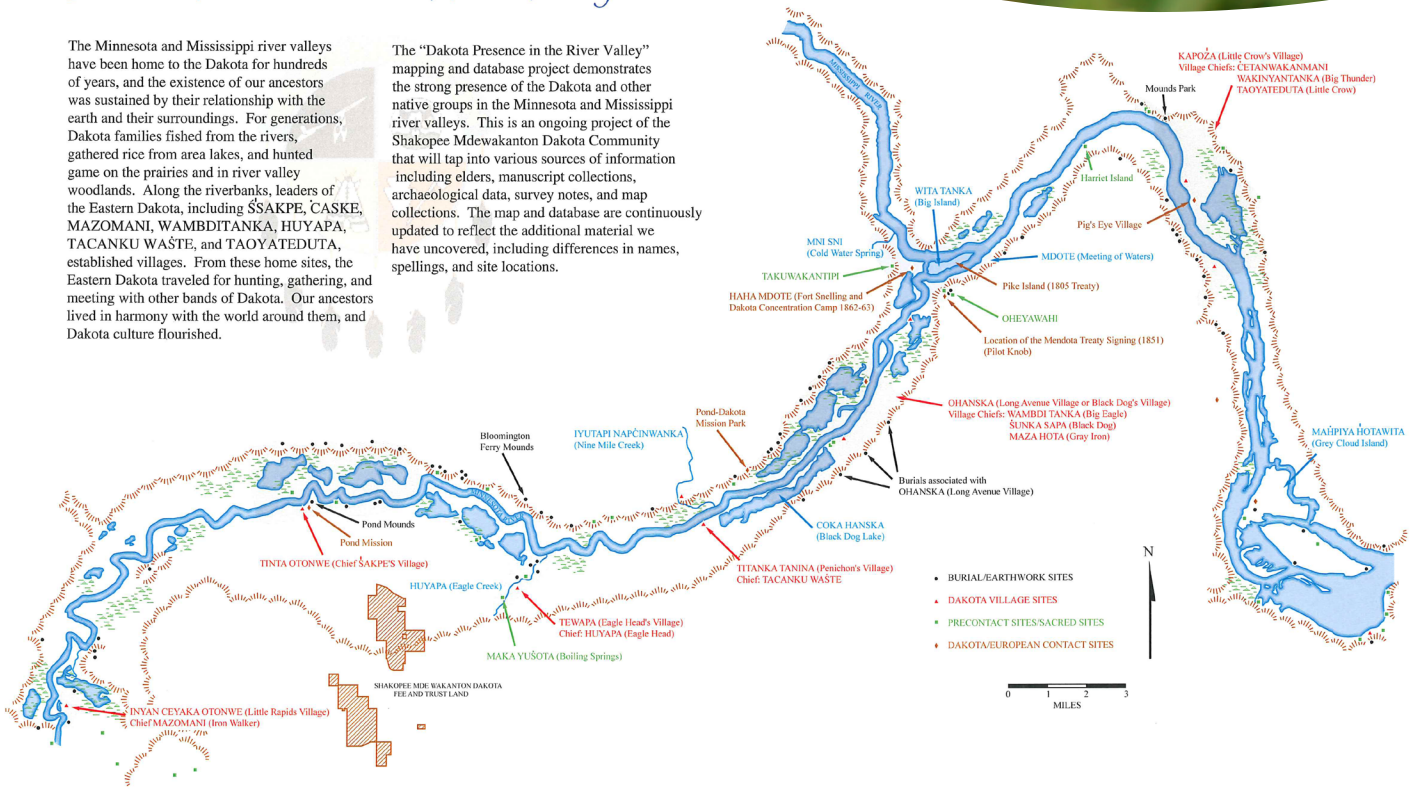 The Minnesota and Mississippi river valleys
have been home to the Dakota for hundreds
of years, and the existence of our ancestors
was sustained by their relationship with the
earth and their surroundings. For generations,
Dakota families fished from the rivers,
gathered rice from area lakes, and hunted
game on the prairies and in river valley
woodlands. Along the riverbanks, leaders of
the Eastern Dakota, including ŠSAKPE, CASKE,
MAZOMANI, WAMBDITANKA, HUYAPA,
TACANKU WAŠTE, and TAOYATEDUTA,
established villages. From these home sites, the
Eastern Dakota traveled for hunting, gathering, and
meeting with other bands of Dakota. Our ancestors
lived in harmony with the world around them, and
Dakota culture flourished.
The “Dakota Presence in the River Valley”
mapping and database project demonstrates
the strong presence of the Dakota and other
native groups in the Minnesota and Mississippi
river valleys. This is an ongoing project of the
Shakopee Mdewakanton Dakota Community
that will tap into various sources of information
including elders, manuscript collections,
archaeological data, survey notes, and map
collections. The map and database are continuously
updated to reflect the additional material we
have uncovered, including differences in names,
spellings, and site locations.
MISSISSIPPI RIVER
KAPOŻA (Little Crow's Village)
Village Chiefs: ĊETANWAKANMANI
WAKINYANTANKA (Big Thunder)
TAOYATEDUTA (Little Crow)
Mounds Park
Harriet Island
Pig's Eye Village
WITA TANKA
(Big Island)
MNI SNI
(Cold Water Spring)
MDOTE (Meeting of Waters)
TAKUWAKANTIPI
Pike Island (1805 Treaty)
HAHA MDOTE (Fort Snelling and
Dakota Concentration Camp 1862-63)
OHEYAWAHI
Location of the Mendota Treaty Signing (1851)
(Pilot Knob)
OHANSKA (Long Avenue Village or Black Dog's Village)
Village Chiefs: WAMBDI TANKA (Big Eagle)
ŠUNKA SAPA (Black Dog)
MAZA HOTA (Gray Iron)
Pond-Dakota
Mission Park
IYUTAPI NAPĊINWANKA
(Nine Mile Creek)
Bloomington
Ferry Mounds
MAḢPIYA ḢOTAWITA
(Grey Cloud Island)
Burials associated with
OHANSKA (Long Avenue Village)
MINNESOTA RIVER
COKA HANSKA
(Black Dog Lake)
Pond Mounds
Pond Mission
TINTA OTONWE (Chief ŠAKPE'S Village)
TITANKA TANINA (Penichon's Village)
Chief: TACANKU WAŠTE
HUYAPA (Eagle Creek)
TEWAPA (Eagle Head's Village)
Chief: HUYAPA (Eagle Head)
MAKA YUŠOTA (Boiling Springs)
SHAKOPEE MDE WAKANTON DAKOTA
FEE AND TRUST LAND
INYAN CEYAKA OTONWE (Little Rapids Village)
Chief MAZOMANI (Iron Walker)
N
BURIAL/EARTHWORK SITES
DAKOTA VILLAGE SITES
PRECONTACT SITES/SACRED SITES
DAKOTA/EUROPEAN CONTACT SITES
0 1 2 3
MILES